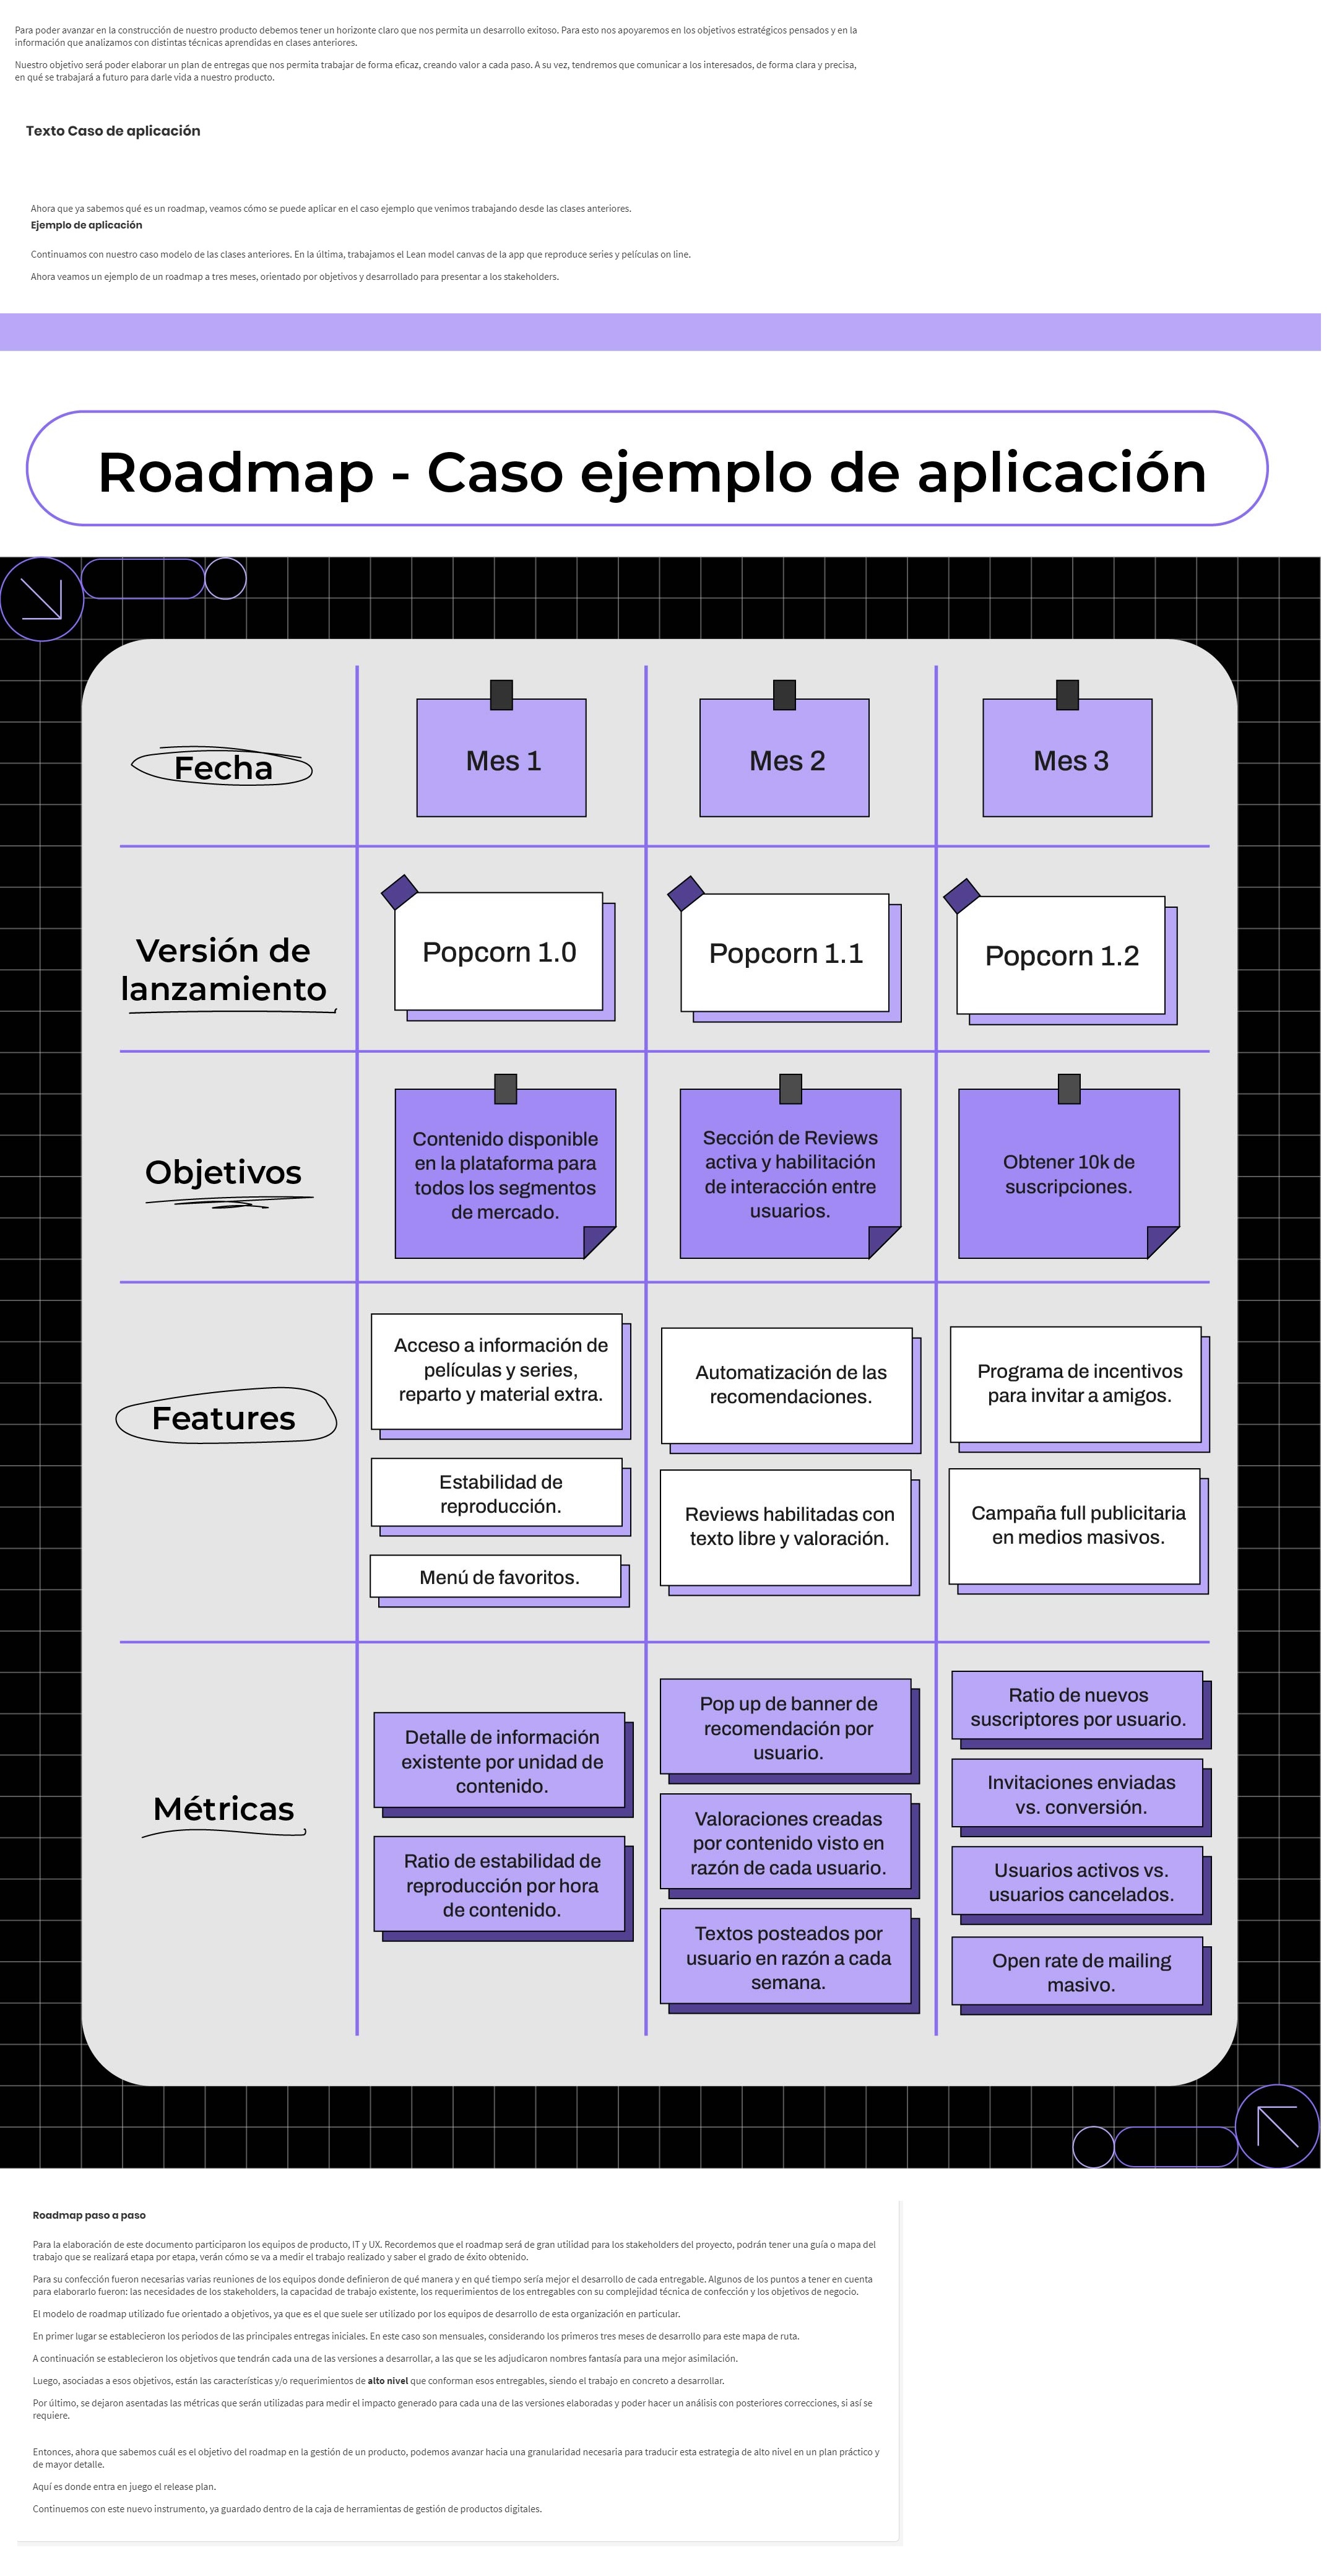 Para poder avanzar en la construcción de nuestro producto debemos tener un horizonte claro que nos permita un desarrollo exitoso. Para esto nos apoyaremos en los objetivos estratégicos pensados y en la
información que analizamos con distintas técnicas aprendidas en clases anteriores.
Nuestro objetivo será poder elaborar un plan de entregas que nos permita trabajar de forma eficaz, creando valor a cada paso. A su vez, tendremos que comunicar a los interesados, de forma clara y precisa,
en qué se trabajará a futuro para darle vida a nuestro producto.
Texto Caso de aplicación
Ahora que ya sabemos qué es un roadmap, veamos cómo se puede aplicar en el caso ejemplo que venimos trabajando desde las clases anteriores.
Ejemplo de aplicación
Continuamos con nuestro caso modelo de las clases anteriores. En la última, trabajamos el Lean model canvas de la app que reproduce series y películas on line.
Ahora veamos un ejemplo de un roadmap a tres meses, orientado por objetivos y desarrollado para presentar a los stakeholders.
Roadmap - Caso ejemplo de aplicación
Fecha
Mes 1
Mes 2
Mes 3
Versión de
lanzamiento
Popcorn 1.0
Popcorn 1.1
Popcorn 1.2
Objetivos
Contenido disponible
en la plataforma para
todos los segmentos
de mercado.
Sección de Reviews
activa y habilitación
de interacción entre
usuarios.
Obtener 10k de
suscripciones.
Features
Acceso a información de
películas y series,
reparto y material extra.
Estabilidad de
reproducción.
Menú de favoritos.
Automatización de las
recomendaciones.
Reviews habilitadas con
texto libre y valoración.
Programa de incentivos
para invitar a amigos.
Campaña full publicitaria
en medios masivos.
Métricas
Detalle de información
existente por unidad de
contenido.
Ratio de estabilidad de
reproducción por hora
de contenido.
Pop up de banner de
recomendación por
usuario.
Valoraciones creadas
por contenido visto en
razón de cada usuario.
Textos posteados por
usuario en razón a cada
semana.
Ratio de nuevos
suscriptores por usuario.
Invitaciones enviadas
vs. conversión.
Usuarios activos vs.
usuarios cancelados.
Open rate de mailing
masivo.
Roadmap paso a paso
Para la elaboración de este documento participaron los equipos de producto, IT y UX. Recordemos que el roadmap será de gran utilidad para los stakeholders del proyecto, podrán tener una guía o mapa del
trabajo que se realizará etapa por etapa, verán cómo se va a medir el trabajo realizado y saber el grado de éxito obtenido.
Para su confección fueron necesarias varias reuniones de los equipos donde definieron de qué manera y en qué tiempo sería mejor el desarrollo de cada entregable. Algunos de los puntos a tener en cuenta
para elaborarlo fueron: las necesidades de los stakeholders, la capacidad de trabajo existente, los requerimientos de los entregables con su complejidad técnica de confección y los objetivos de negocio.
El modelo de roadmap utilizado fue orientado a objetivos, ya que es el que suele ser utilizado por los equipos de desarrollo de esta organización en particular.
En primer lugar se establecieron los periodos de las principales entregas iniciales. En este caso son mensuales, considerando los primeros tres meses de desarrollo para este mapa de ruta.
A continuación se establecieron los objetivos que tendrán cada una de las versiones a desarrollar, a las que se les adjudicaron nombres fantasía para una mejor asimilación.
Luego, asociadas a esos objetivos, están las características y/o requerimientos de alto nivel que conforman esos entregables, siendo el trabajo en concreto a desarrollar.
Por último, se dejaron asentadas las métricas que serán utilizadas para medir el impacto generado para cada una de las versiones elaboradas y poder hacer un análisis con posteriores correcciones, si así se
requiere.
Entonces, ahora que sabemos cuál es el objetivo del roadmap en la gestión de un producto, podemos avanzar hacia una granularidad necesaria para traducir esta estrategia de alto nivel en un plan práctico y
de mayor detalle.
Aquí es donde entra en juego el release plan.
Continuemos con este nuevo instrumento, ya guardado dentro de la caja de herramientas de gestión de productos digitales.